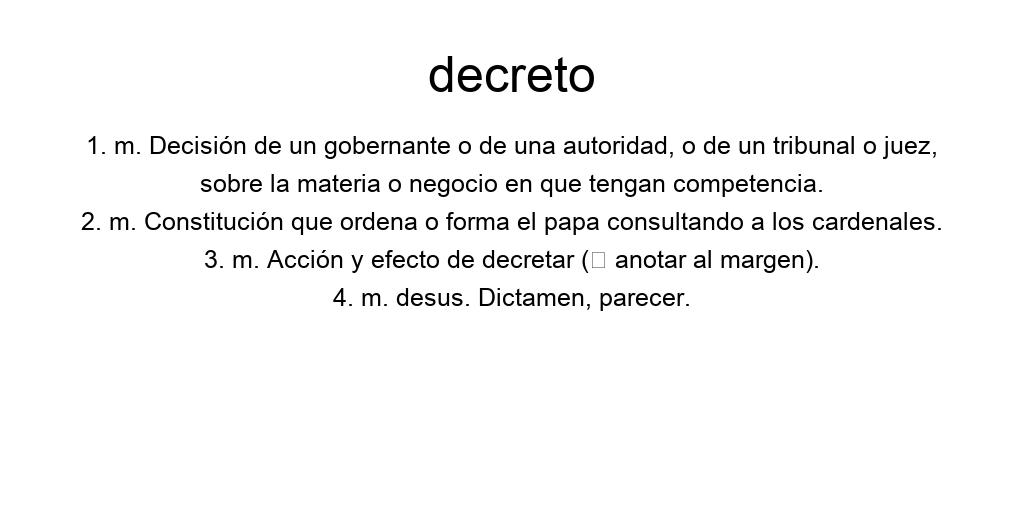 decreto
1. m. Decisión de un gobernante o de una autoridad, o de un tribunal o juez,
sobre la materia o negocio en que tengan competencia.
2. m. Constitución que ordena o forma el papa consultando a los cardenales.
3. m. Acción y efecto de decretar (▯ anotar al margen).
4. m. desus. Dictamen, parecer.